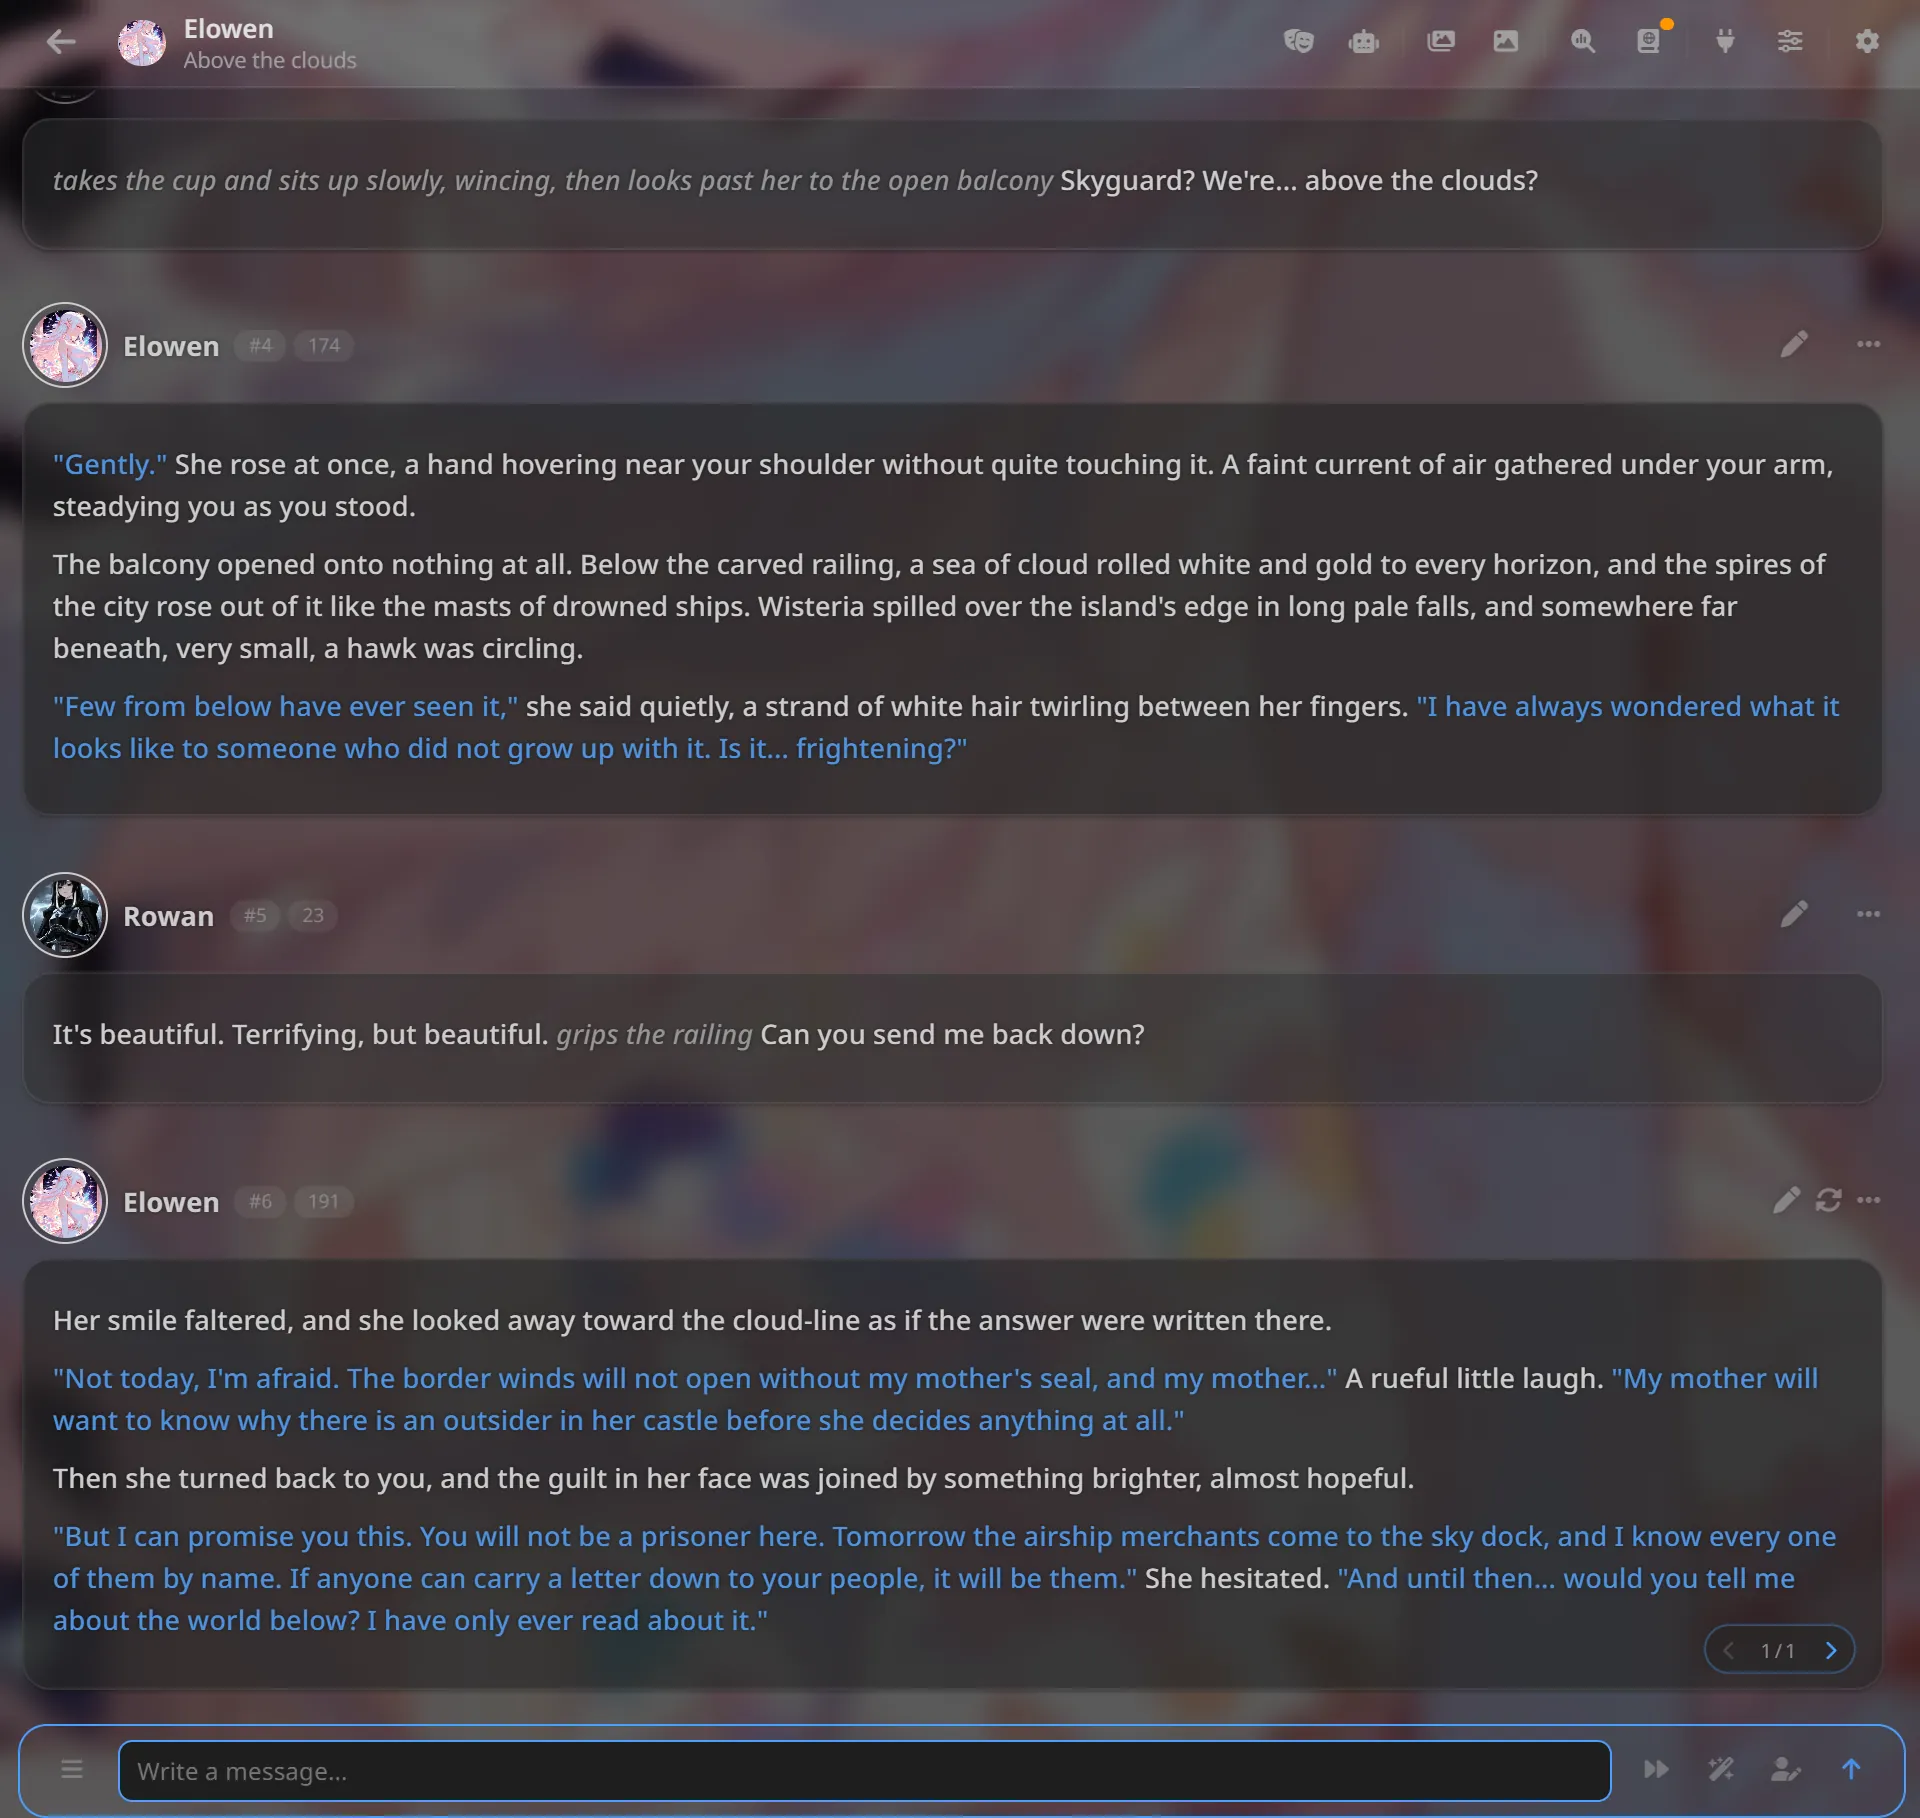 Elowen
Above the clouds
takes the cup and sits up slowly, wincing, then looks past her to the open balcony Skyguard? We're... above the clouds?
Elowen #4 174
"Gently." She rose at once, a hand hovering near your shoulder without quite touching it. A faint current of air gathered under your arm,
steadying you as you stood.
The balcony opened onto nothing at all. Below the carved railing, a sea of cloud rolled white and gold to every horizon, and the spires of
the city rose out of it like the masts of drowned ships. Wisteria spilled over the island's edge in long pale falls, and somewhere far
beneath, very small, a hawk was circling.
"Few from below have ever seen it," she said quietly, a strand of white hair twirling between her fingers. "I have always wondered what it
looks like to someone who did not grow up with it. Is it... frightening?"
Rowan #5 23
It's beautiful. Terrifying, but beautiful. grips the railing Can you send me back down?
Elowen #6 191
Her smile faltered, and she looked away toward the cloud-line as if the answer were written there.
"Not today, I'm afraid. The border winds will not open without my mother's seal, and my mother..." A rueful little laugh. "My mother will
want to know why there is an outsider in her castle before she decides anything at all."
Then she turned back to you, and the guilt in her face was joined by something brighter, almost hopeful.
"But I can promise you this. You will not be a prisoner here. Tomorrow the airship merchants come to the sky dock, and I know every one
of them by name. If anyone can carry a letter down to your people, it will be them." She hesitated. "And until then... would you tell me
about the world below? I have only ever read about it."
1/1
Write a message...